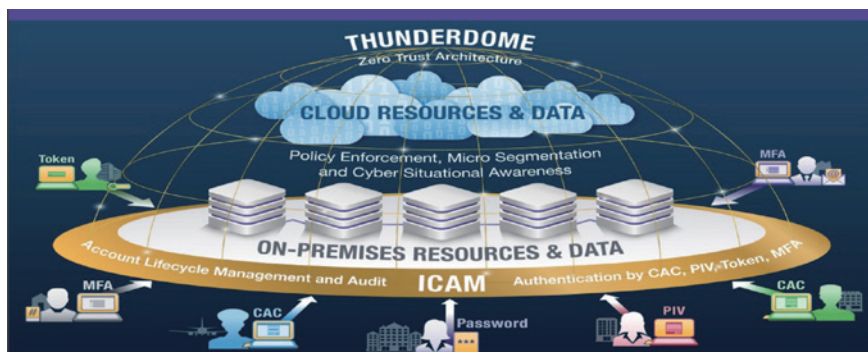 THUNDERDOME
Zero Trust Architecture
CLOUD RESOURCES & DATA
Token
Policy Enforcement, Micro Segmentation
and Cyber Situational Awareness
MFA
ON-PREMISES RESOURCES & DATA
Account Lifecycle Management and Audit
ICAM
Authentication by CAC, PIV, Token, MFA
MFA
CAC
Password
***
PIV
CAC